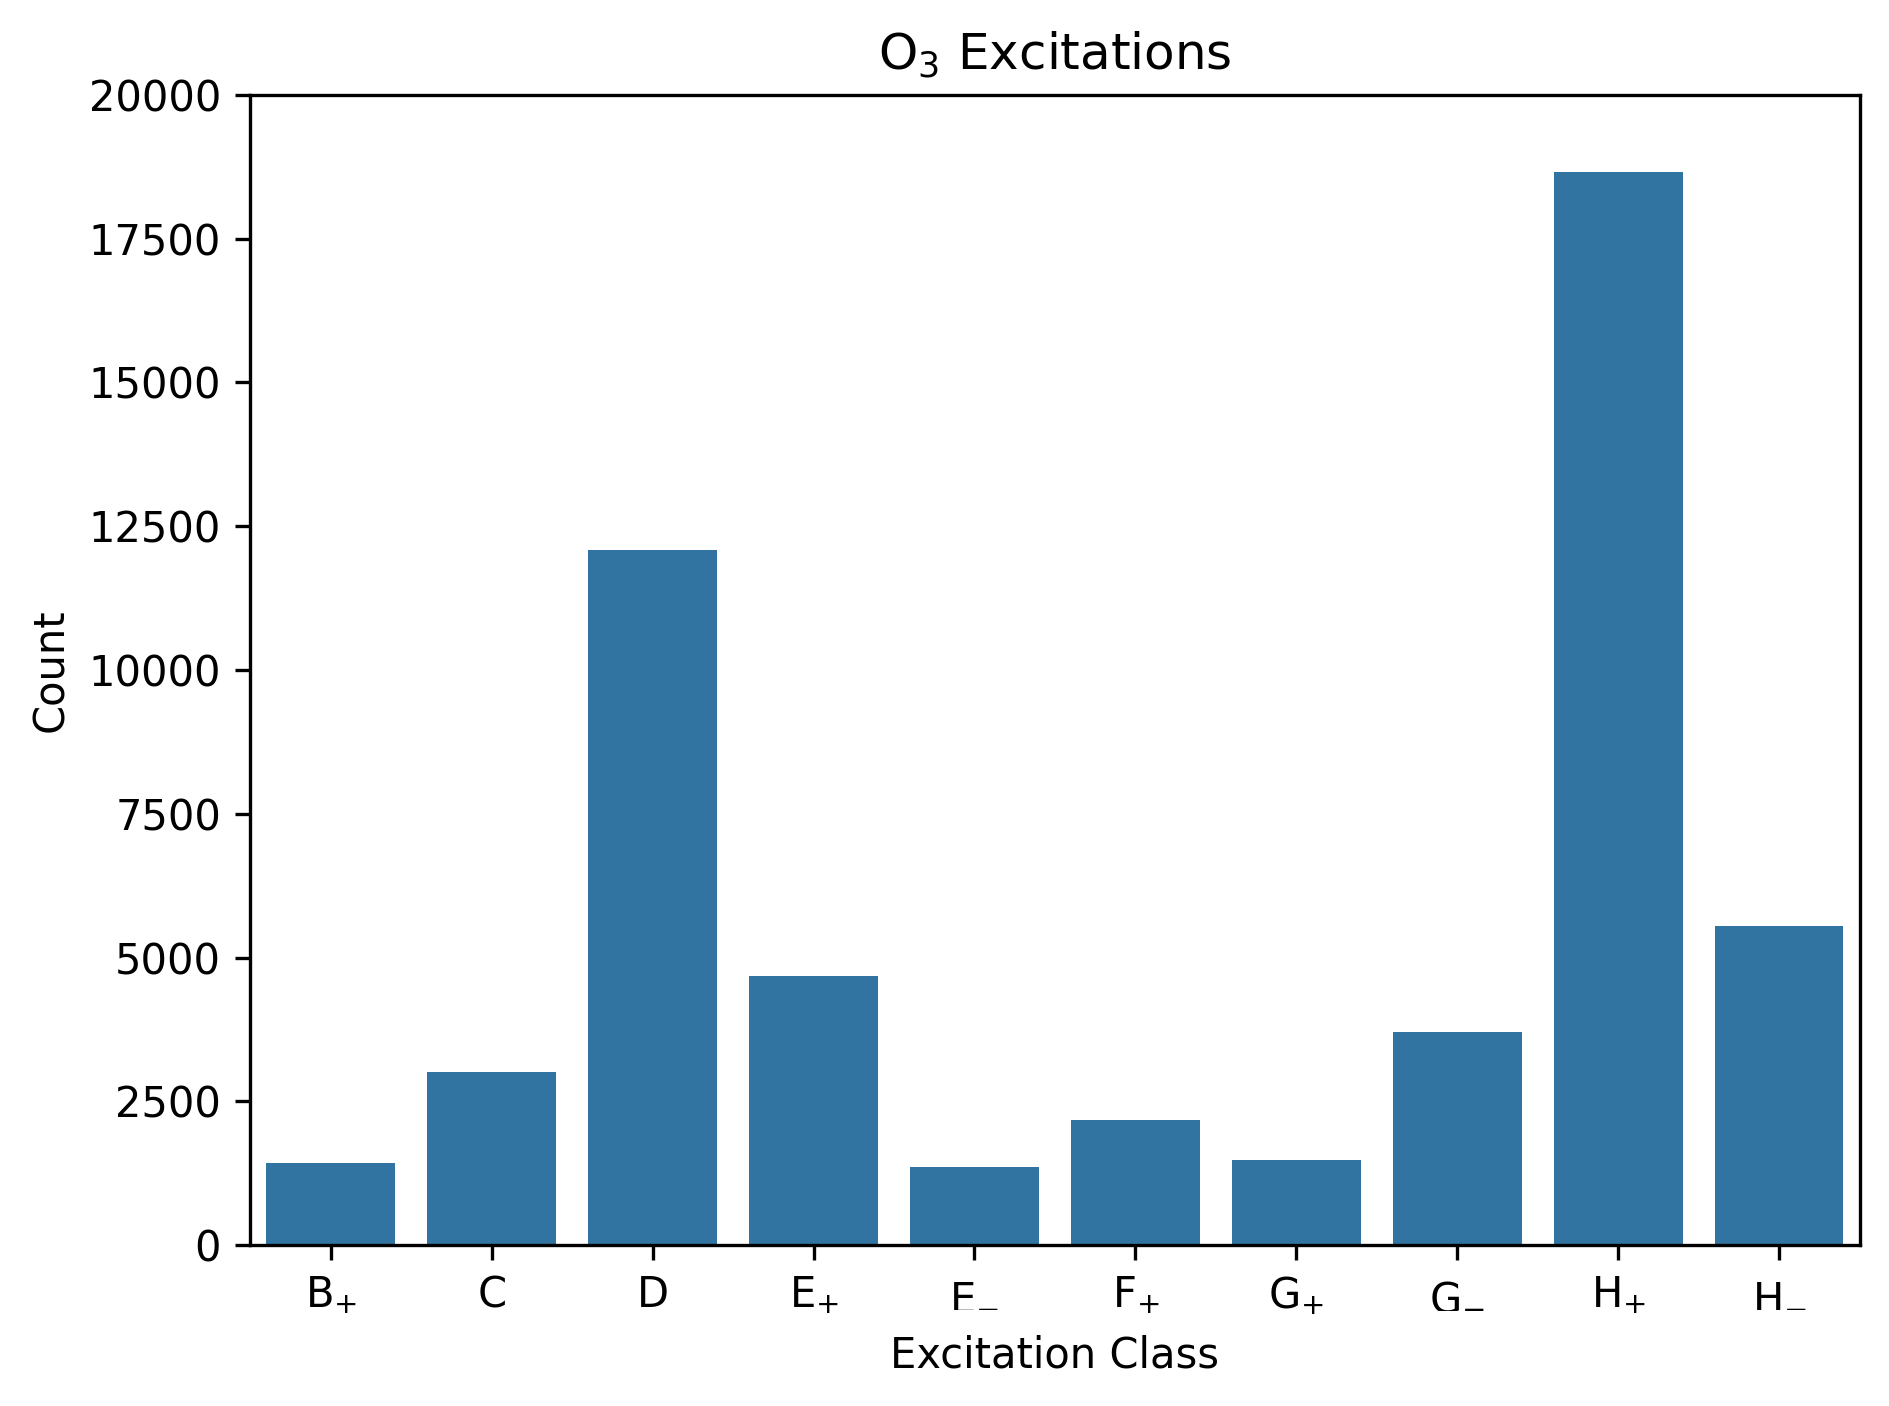 O₃ Excitations
20000
17500
15000
12500
10000
7500
5000
2500
0
Count
B₊ C D E₊ E₋ F₊ G₊ G₋ H₊ H₋
Excitation Class